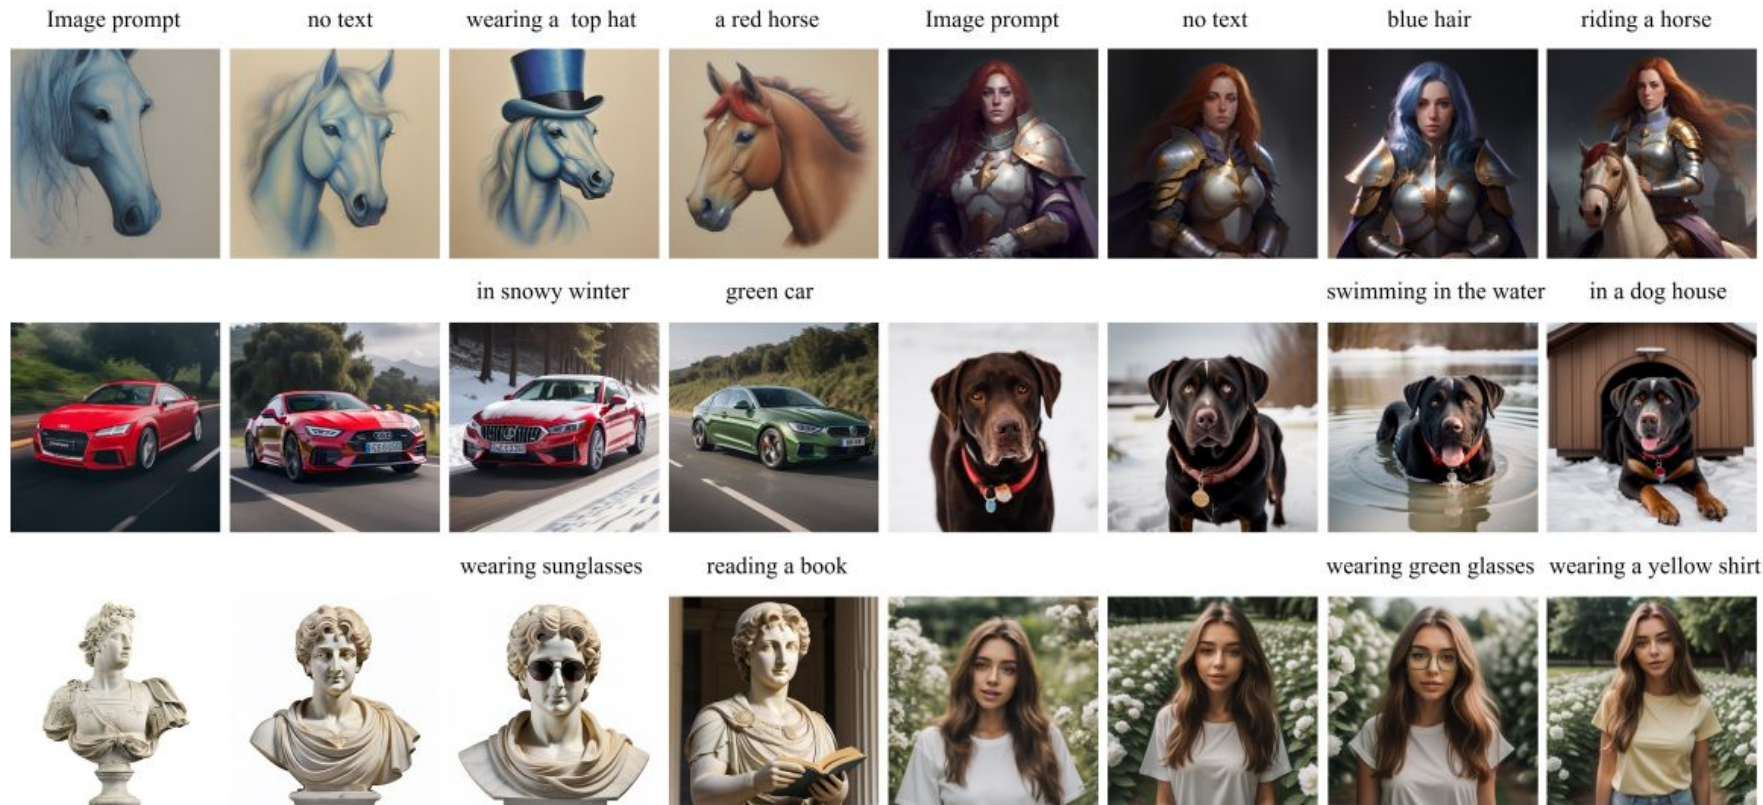 Image prompt no text wearing a top hat a red horse Image prompt no text blue hair riding a horse
in snowy winter green car swimming in the water in a dog house
wearing sunglasses reading a book wearing green glasses wearing a yellow shirt